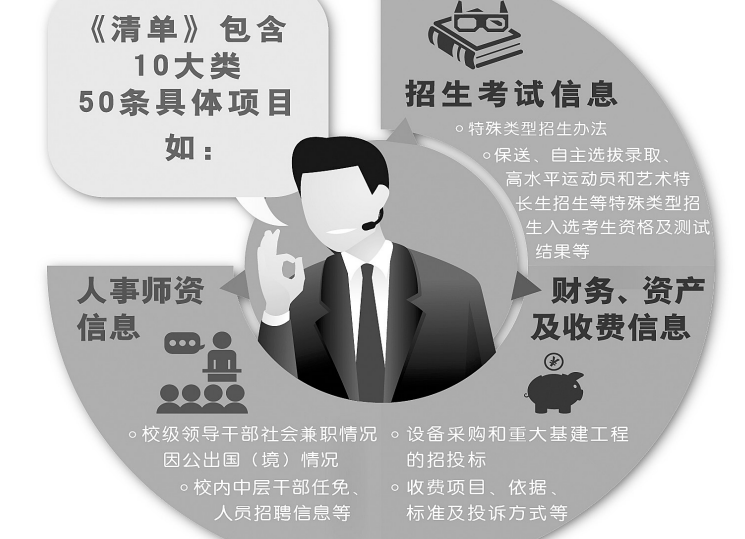 《清单》包含
10大类
50条具体项目
如：
招生考试信息
○特殊类型招生办法
○保送、自主选拔录取、
高水平运动员和艺术特
长生招生等特殊类型招
生入选考生资格及测试
结果等
人事师资
信息
○校级领导干部社会兼职情况
因公出国（境）情况
○校内中层干部任免、
人员招聘信息等
财务、资产
及收费信息
○设备采购和重大基建工程
的招投标
○收费项目、依据、
标准及投诉方式等